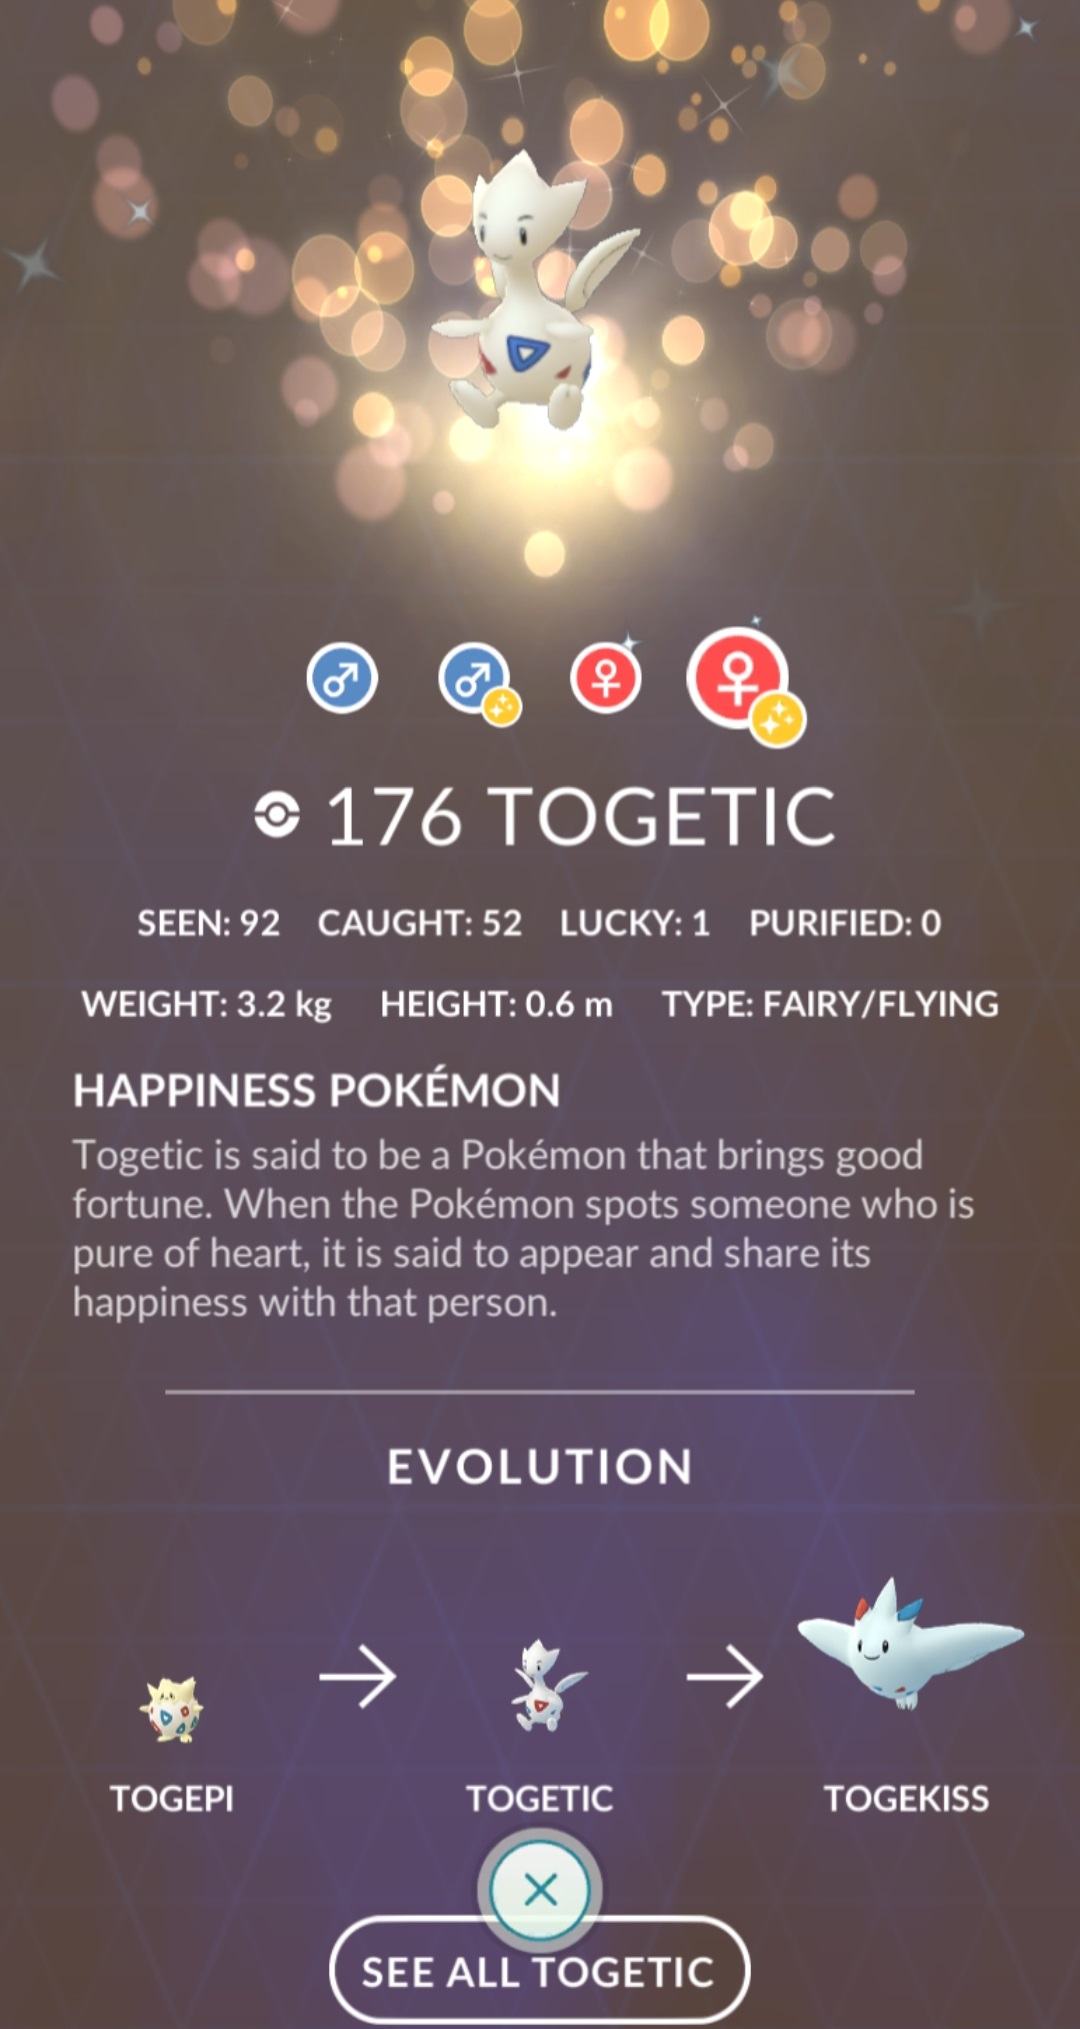 176 TOGETIC
SEEN: 92 CAUGHT: 52 LUCKY: 1 PURIFIED: 0
WEIGHT: 3.2 kg HEIGHT: 0.6 m TYPE: FAIRY/FLYING
HAPPINESS POKÉMON
Togetic is said to be a Pokémon that brings good
fortune. When the Pokémon spots someone who is
pure of heart, it is said to appear and share its
happiness with that person.
EVOLUTION
TOGEPI TOGETIC TOGEKISS
SEE ALL TOGETIC